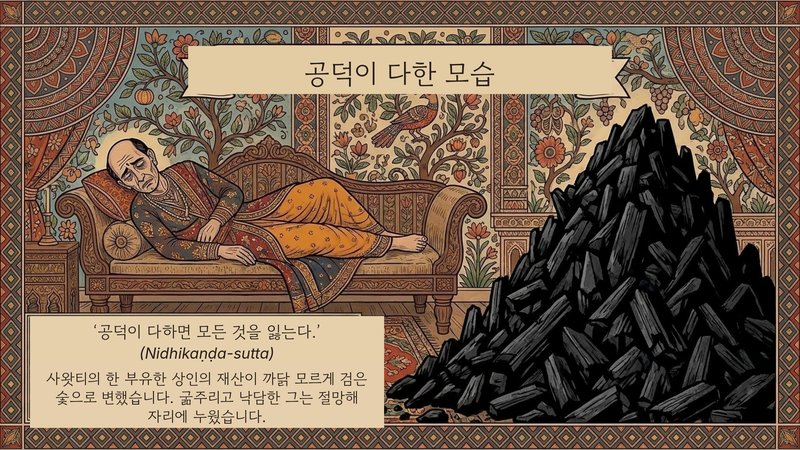 공덕이 다한 모습
‘공덕이 다하면 모든 것을 잃는다.’
(Nidhikaṇḍa-sutta)
사왓티의 한 부유한 상인의 재산이 까닭 모르게 검은
숯으로 변했습니다. 굶주리고 낙담한 그는 절망해
자리에 누웠습니다.